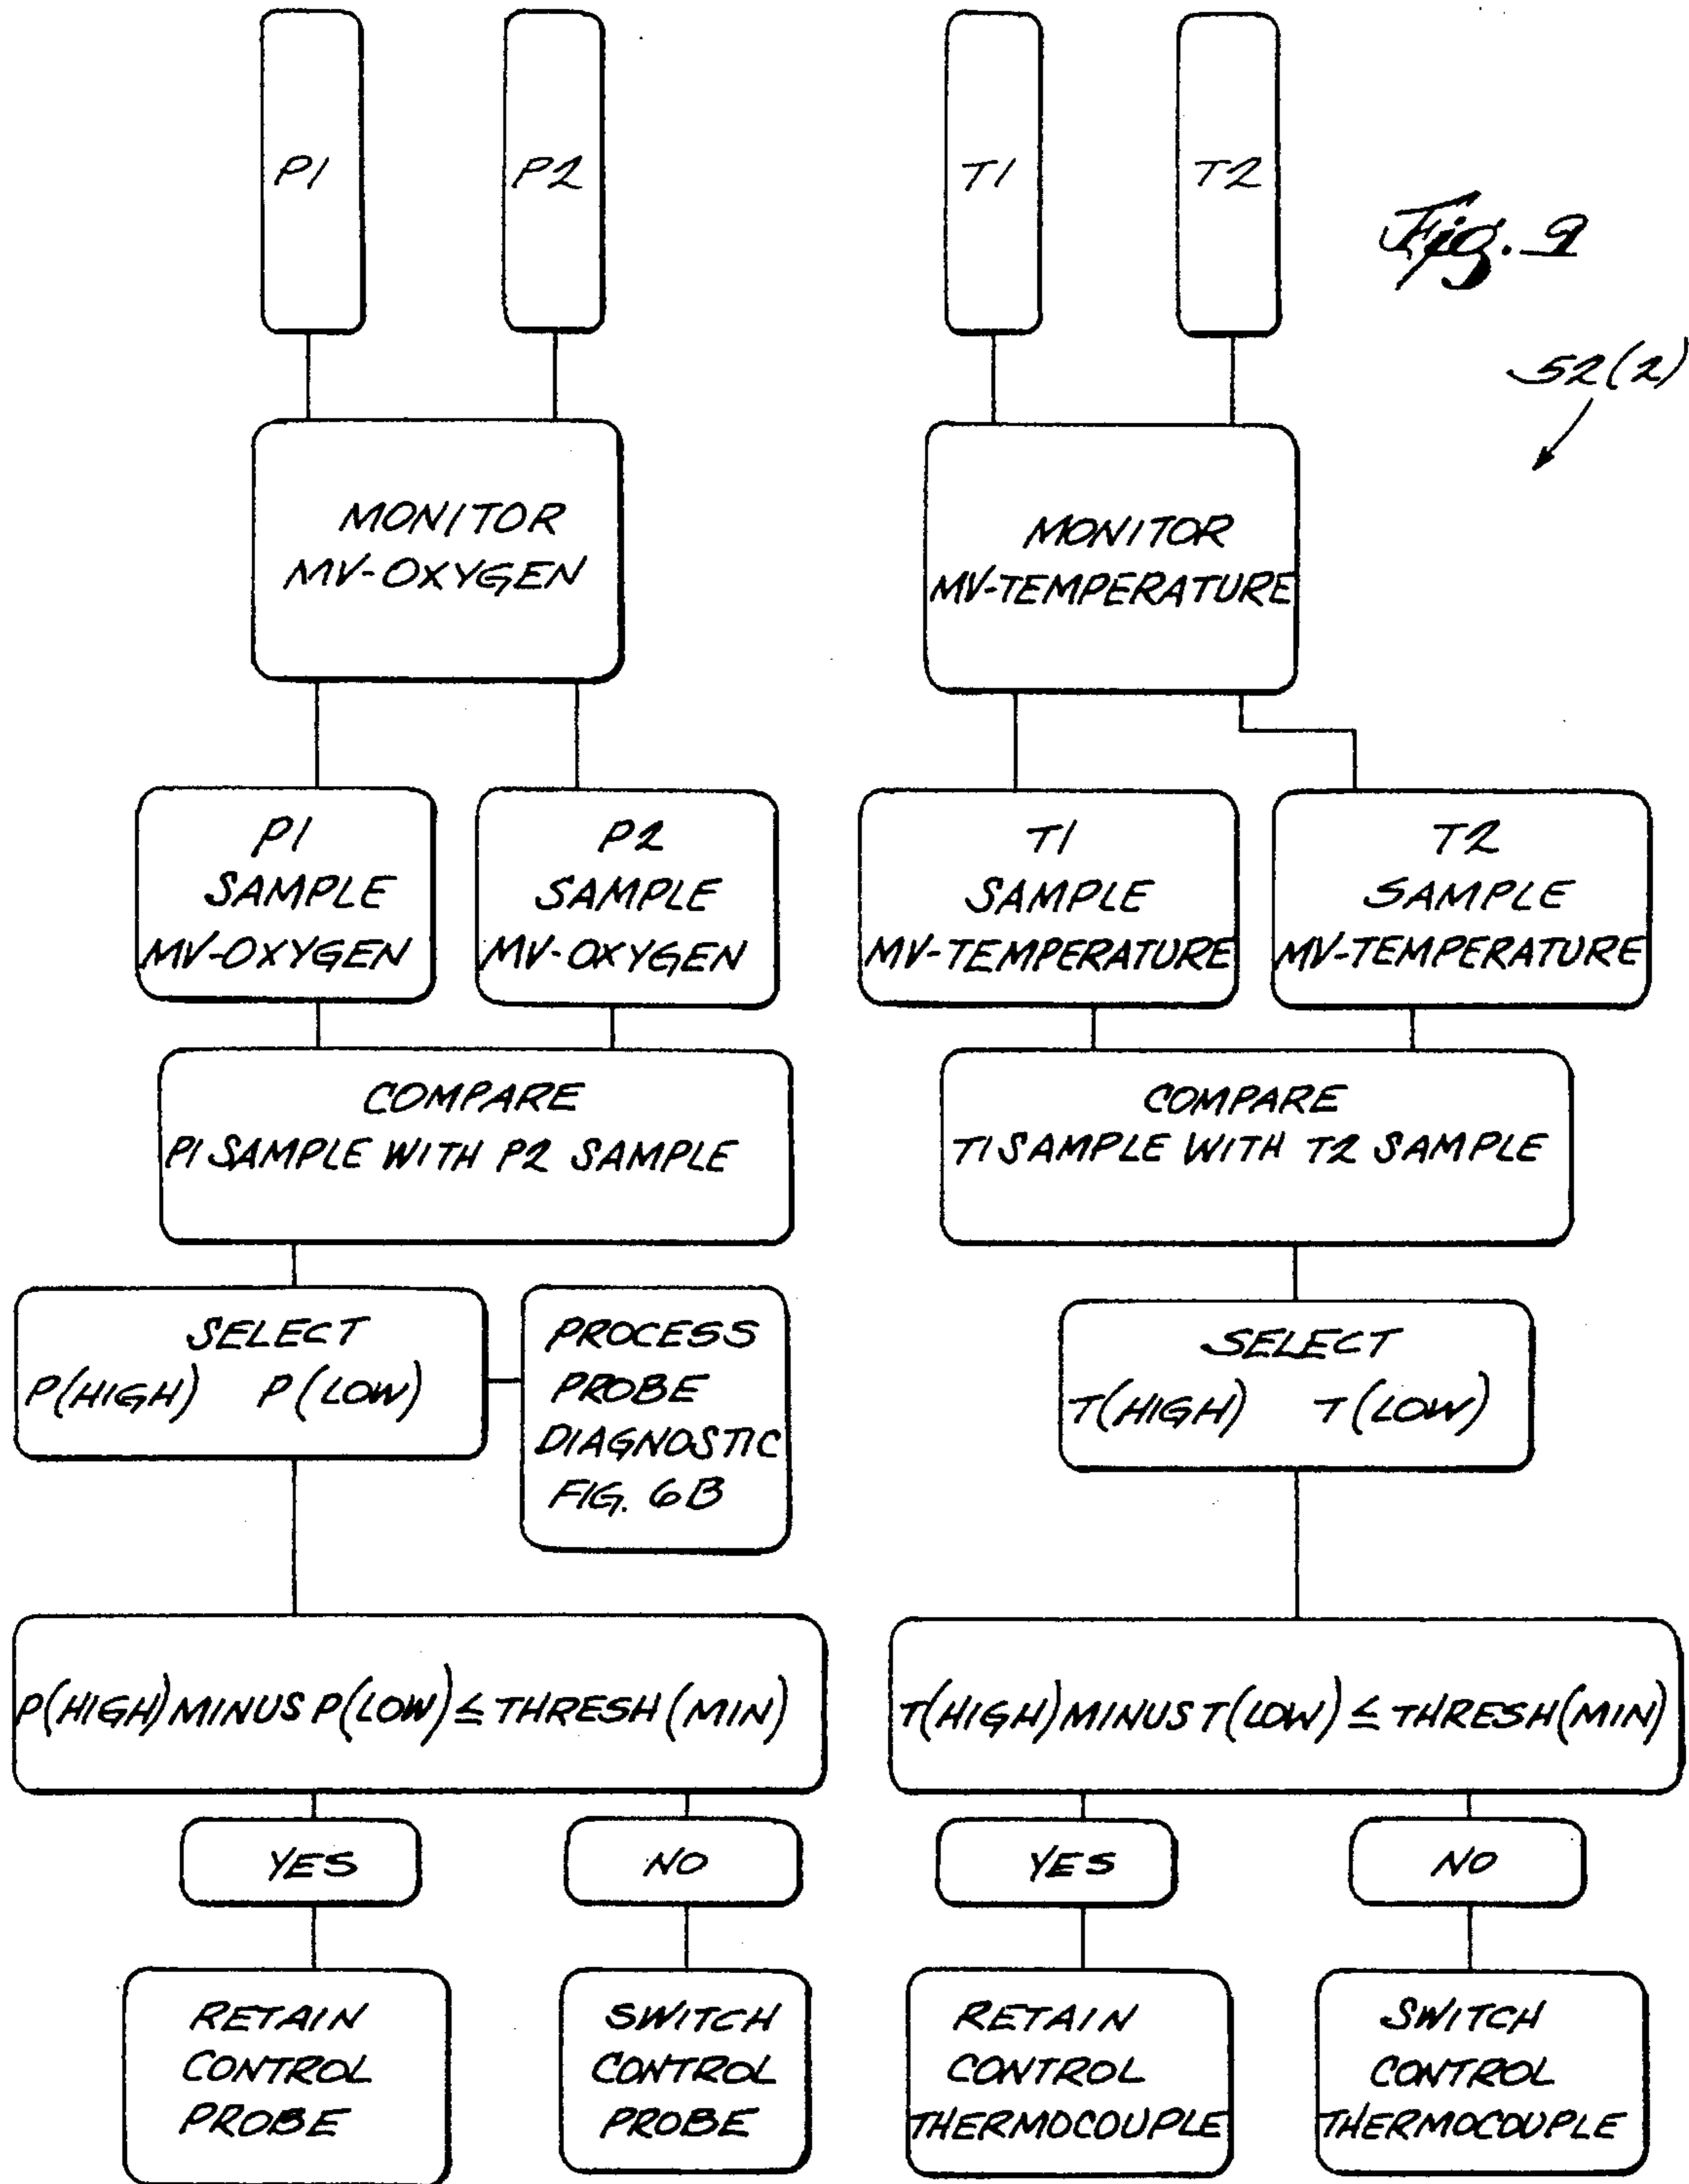 P1
P2
T1
T2
Fig. 9
52(2)
MONITOR
MV-OXYGEN
MONITOR
MV-TEMPERATURE
P1
SAMPLE
MV-OXYGEN
P2
SAMPLE
MV-OXYGEN
T1
SAMPLE
MV-TEMPERATURE
T2
SAMPLE
MV-TEMPERATURE
COMPARE
P1 SAMPLE WITH P2 SAMPLE
COMPARE
T1 SAMPLE WITH T2 SAMPLE
SELECT
P(HIGH) P(LOW)
PROCESS
PROBE
DIAGNOSTIC
FIG. 6B
SELECT
T(HIGH) T(LOW)
P(HIGH) MINUS P(LOW) ≤ THRESH (MIN)
T(HIGH) MINUS T(LOW) ≤ THRESH (MIN)
YES
NO
YES
NO
RETAIN
CONTROL
PROBE
SWITCH
CONTROL
PROBE
RETAIN
CONTROL
THERMOCOUPLE
SWITCH
CONTROL
THERMOCOUPLE